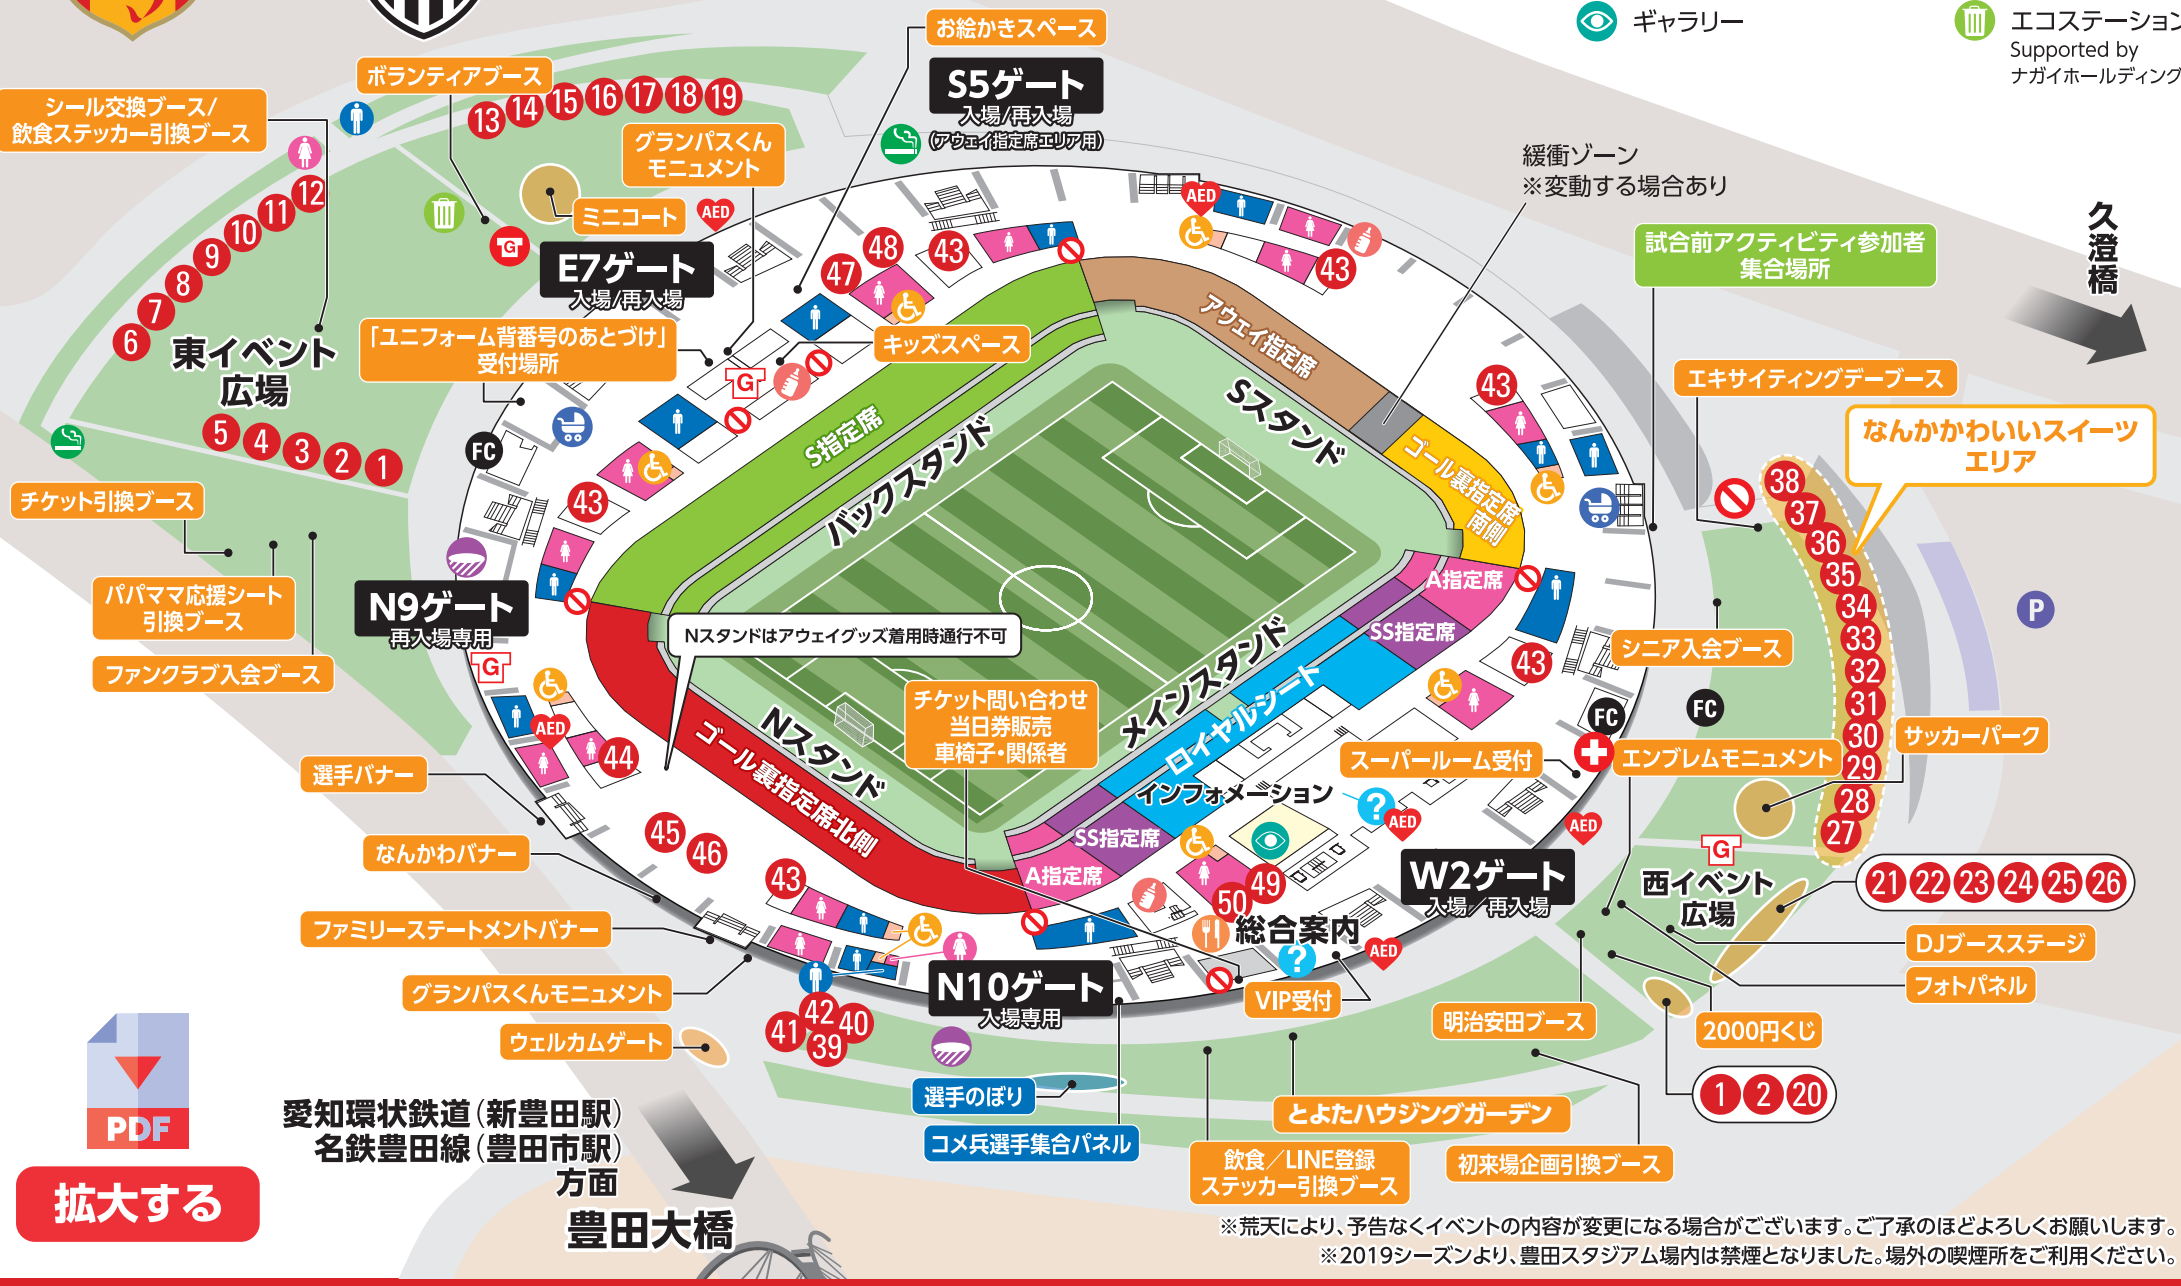 ギャラリー
エコステーション
Supported by
ナガイホールディング
お絵かきスペース
S5ゲート
入場/再入場
(アウェイ指定席エリア用)
ボランティアブース
シール交換ブース/
飲食ステッカー引換ブース
13 14 15 16 17 18 19
グランパスくん
モニュメント
緩衝ゾーン
※変動する場合あり
ミニコート
AED
AED
12
11
10
9
8
7
6
G
E7ゲート
入場/再入場
47
48
43
43
試合前アクティビティ参加者
集合場所
久澄橋
東イベント
広場
「ユニフォーム背番号のあとづけ」
受付場所
キッズスペース
G
アウェイ指定席
Sスタンド
43
エキサイティングデーブース
なんかかわいいスイーツ
エリア
5 4 3 2 1
FC
S指定席
バックスタンド
ゴール裏指定席
南側
43
チケット引換ブース
38
37
36
35
34
33
32
31
30
29
28
27
P
パパママ応援シート
引換ブース
N9ゲート
再入場専用
Nスタンドはアウェイグッズ着用時通行不可
A指定席
SS指定席
シニア入会ブース
43
ファンクラブ入会ブース
G
AED
44
Nスタンド
ゴール裏指定席北側
チケット問い合わせ
当日券販売
車椅子・関係者
メインスタンド
ロイヤルシート
FC
FC
スーパールーム受付
エンブレムモニュメント
サッカーパーク
選手バナー
インフォメーション
?
AED
AED
45
46
SS指定席
A指定席
なんかわバナー
43
49
50
W2ゲート
入場/再入場
G
西イベント
広場
21 22 23 24 25 26
ファミリーステートメントバナー
総合案内
?
AED
DJブースステージ
フォトパネル
グランパスくんモニュメント
N10ゲート
入場専用
VIP受付
明治安田ブース
2000円くじ
ウェルカムゲート
41
42
40
39
選手のぼり
コメ兵選手集合パネル
とよたハウジングガーデン
1 2 20
飲食/LINE登録
ステッカー引換ブース
初来場企画引換ブース
PDF
拡大する
愛知環状鉄道(新豊田駅)
名鉄豊田線(豊田市駅)
方面
豊田大橋
※荒天により、予告なくイベントの内容が変更になる場合がございます。ご了承のほどよろしくお願いします。
※2019シーズンより、豊田スタジアム場内は禁煙となりました。場外の喫煙所をご利用ください。